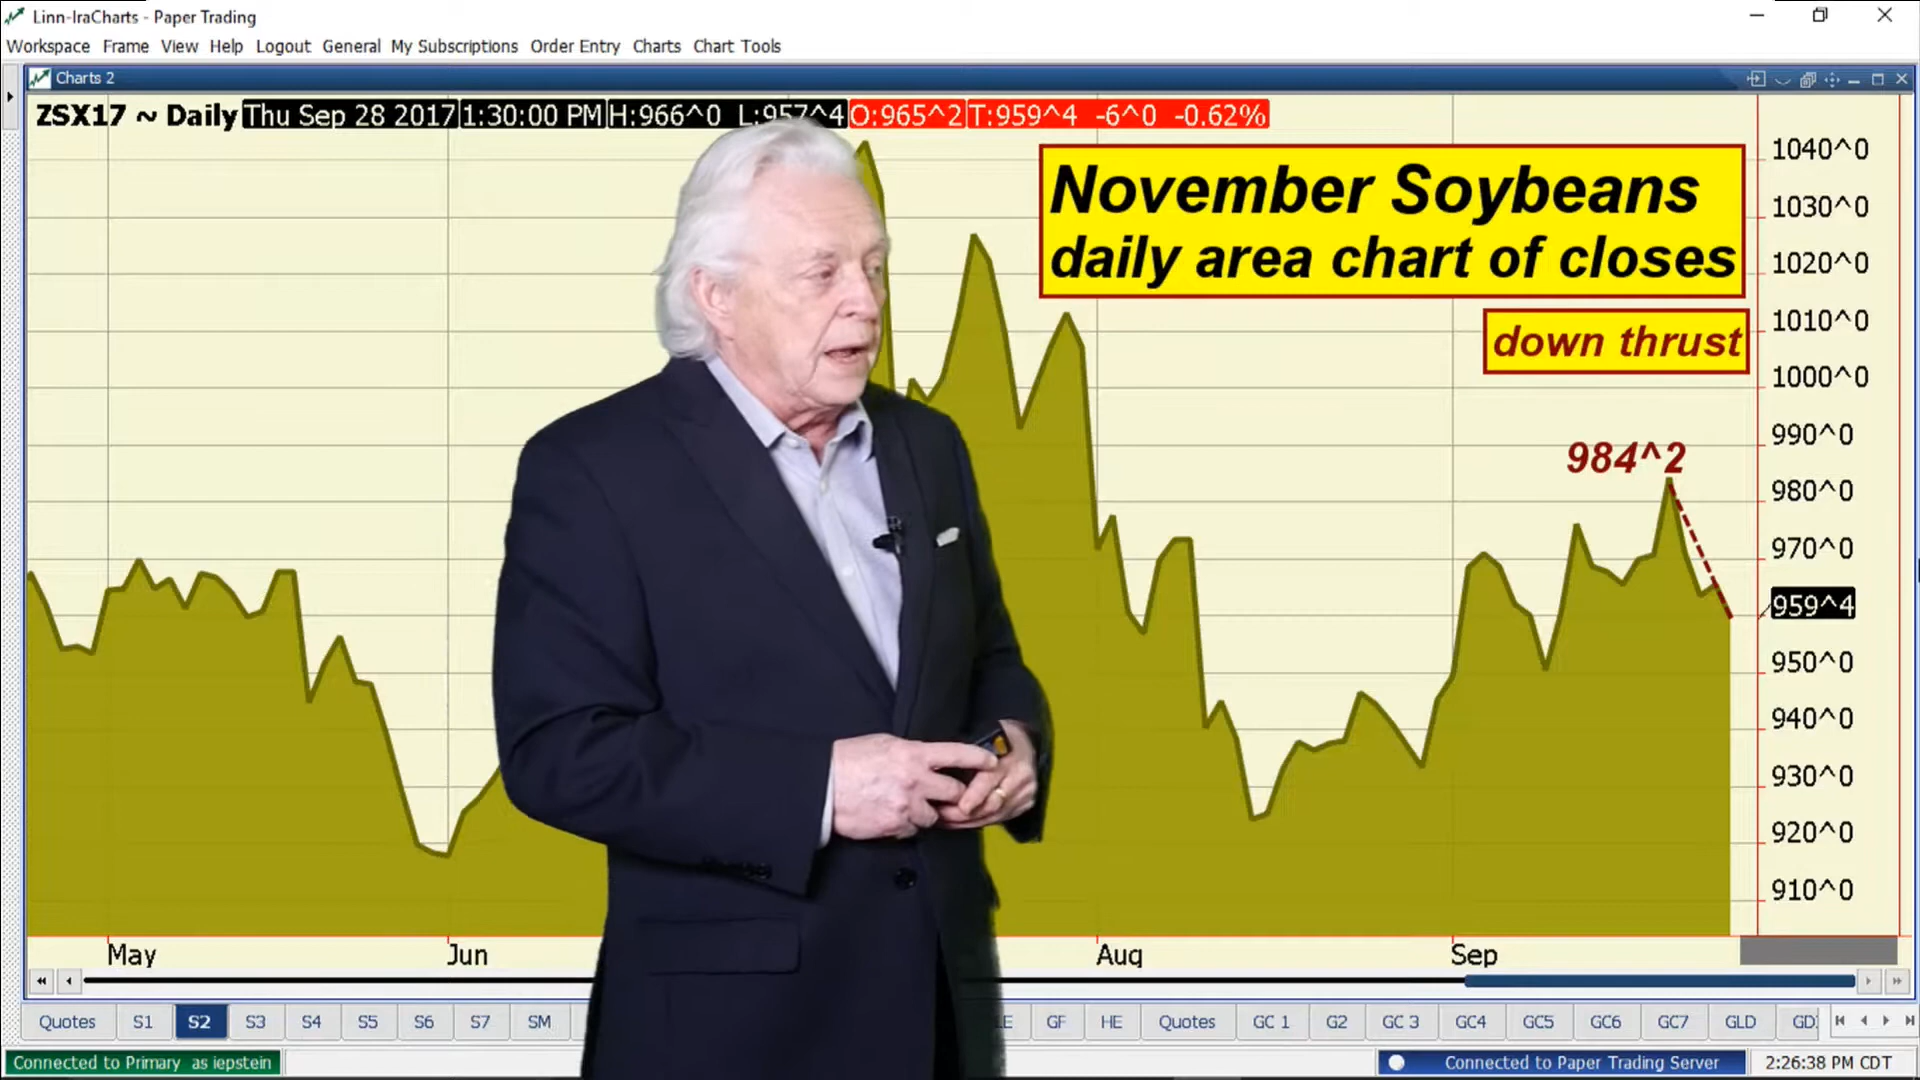 Linn-IraCharts - Paper Trading
Workspace Frame View Help Logout General My Subscriptions Order Entry Charts Chart Tools
Charts 2
ZSX17 ~ Daily Thu Sep 28 2017 1:30:00 PM H:966^0 L:957^4 O:965^2 T:959^4 -6^0 -0.62%
November Soybeans
daily area chart of closes
down thrust
984^2
1040^0
1030^0
1020^0
1010^0
1000^0
990^0
980^0
970^0
959^4
950^0
940^0
930^0
920^0
910^0
May Jun Aug Sep
Quotes S1 S2 S3 S4 S5 S6 S7 SM GF HE Quotes GC 1 G2 GC 3 GC4 GC5 GC6 GC7 GLD GD
Connected to Primary as iepstein Connected to Paper Trading Server 2:26:38 PM CDT